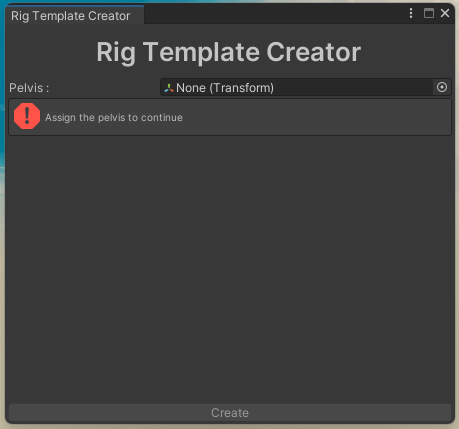 Rig Template Creator
Rig Template Creator
Pelvis : None (Transform)
Assign the pelvis to continue
Create